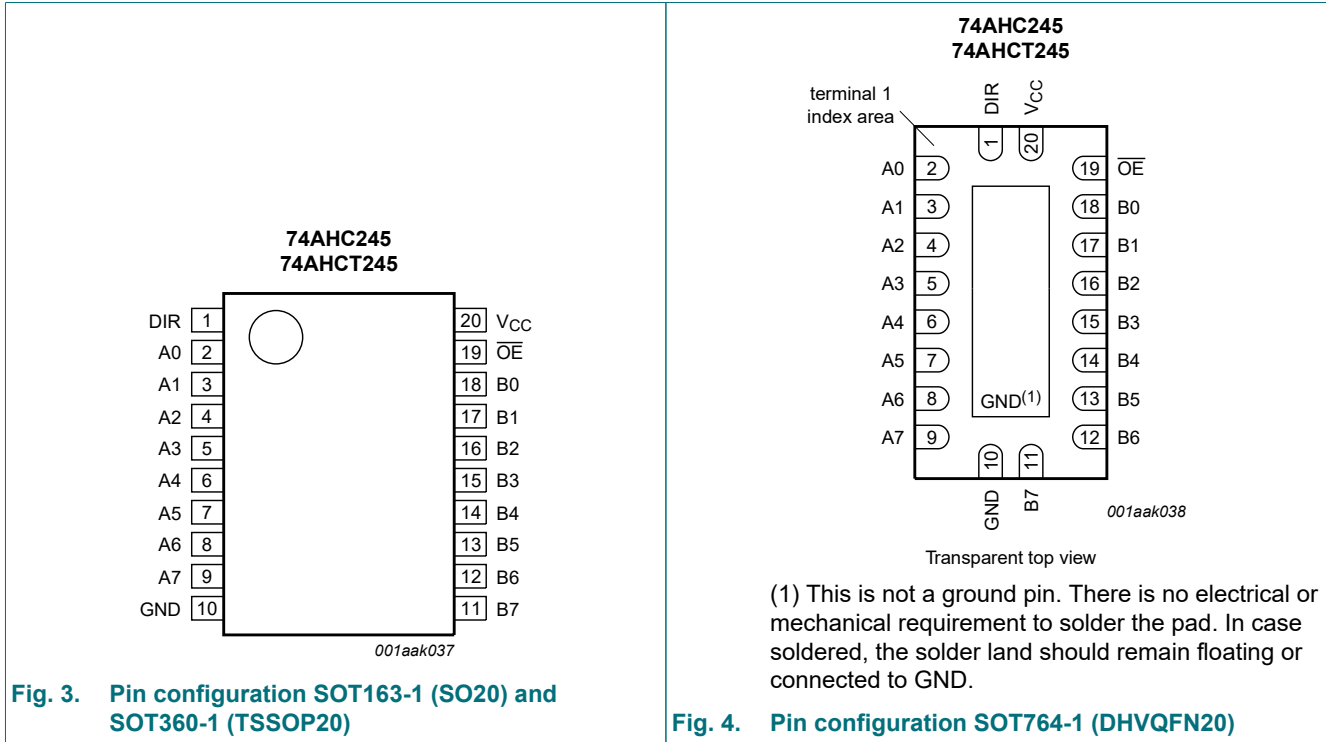 74AHC245
74AHCT245
DIR 1
A0 2
A1 3
A2 4
A3 5
A4 6
A5 7
A6 8
A7 9
GND 10
20 VCC
19 OE
18 B0
17 B1
16 B2
15 B3
14 B4
13 B5
12 B6
11 B7
001aak037
Fig. 3. Pin configuration SOT163-1 (SO20) and
SOT360-1 (TSSOP20)
74AHC245
74AHCT245
terminal 1
index area
DIR
VCC
1
20
A0 2
A1 3
A2 4
A3 5
A4 6
A5 7
A6 8
A7 9
19 OE
18 B0
17 B1
16 B2
15 B3
14 B4
13 B5
12 B6
GND(1)
10
11
GND
B7
001aak038
Transparent top view
(1) This is not a ground pin. There is no electrical or
mechanical requirement to solder the pad. In case
soldered, the solder land should remain floating or
connected to GND.
Fig. 4. Pin configuration SOT764-1 (DHVQFN20)